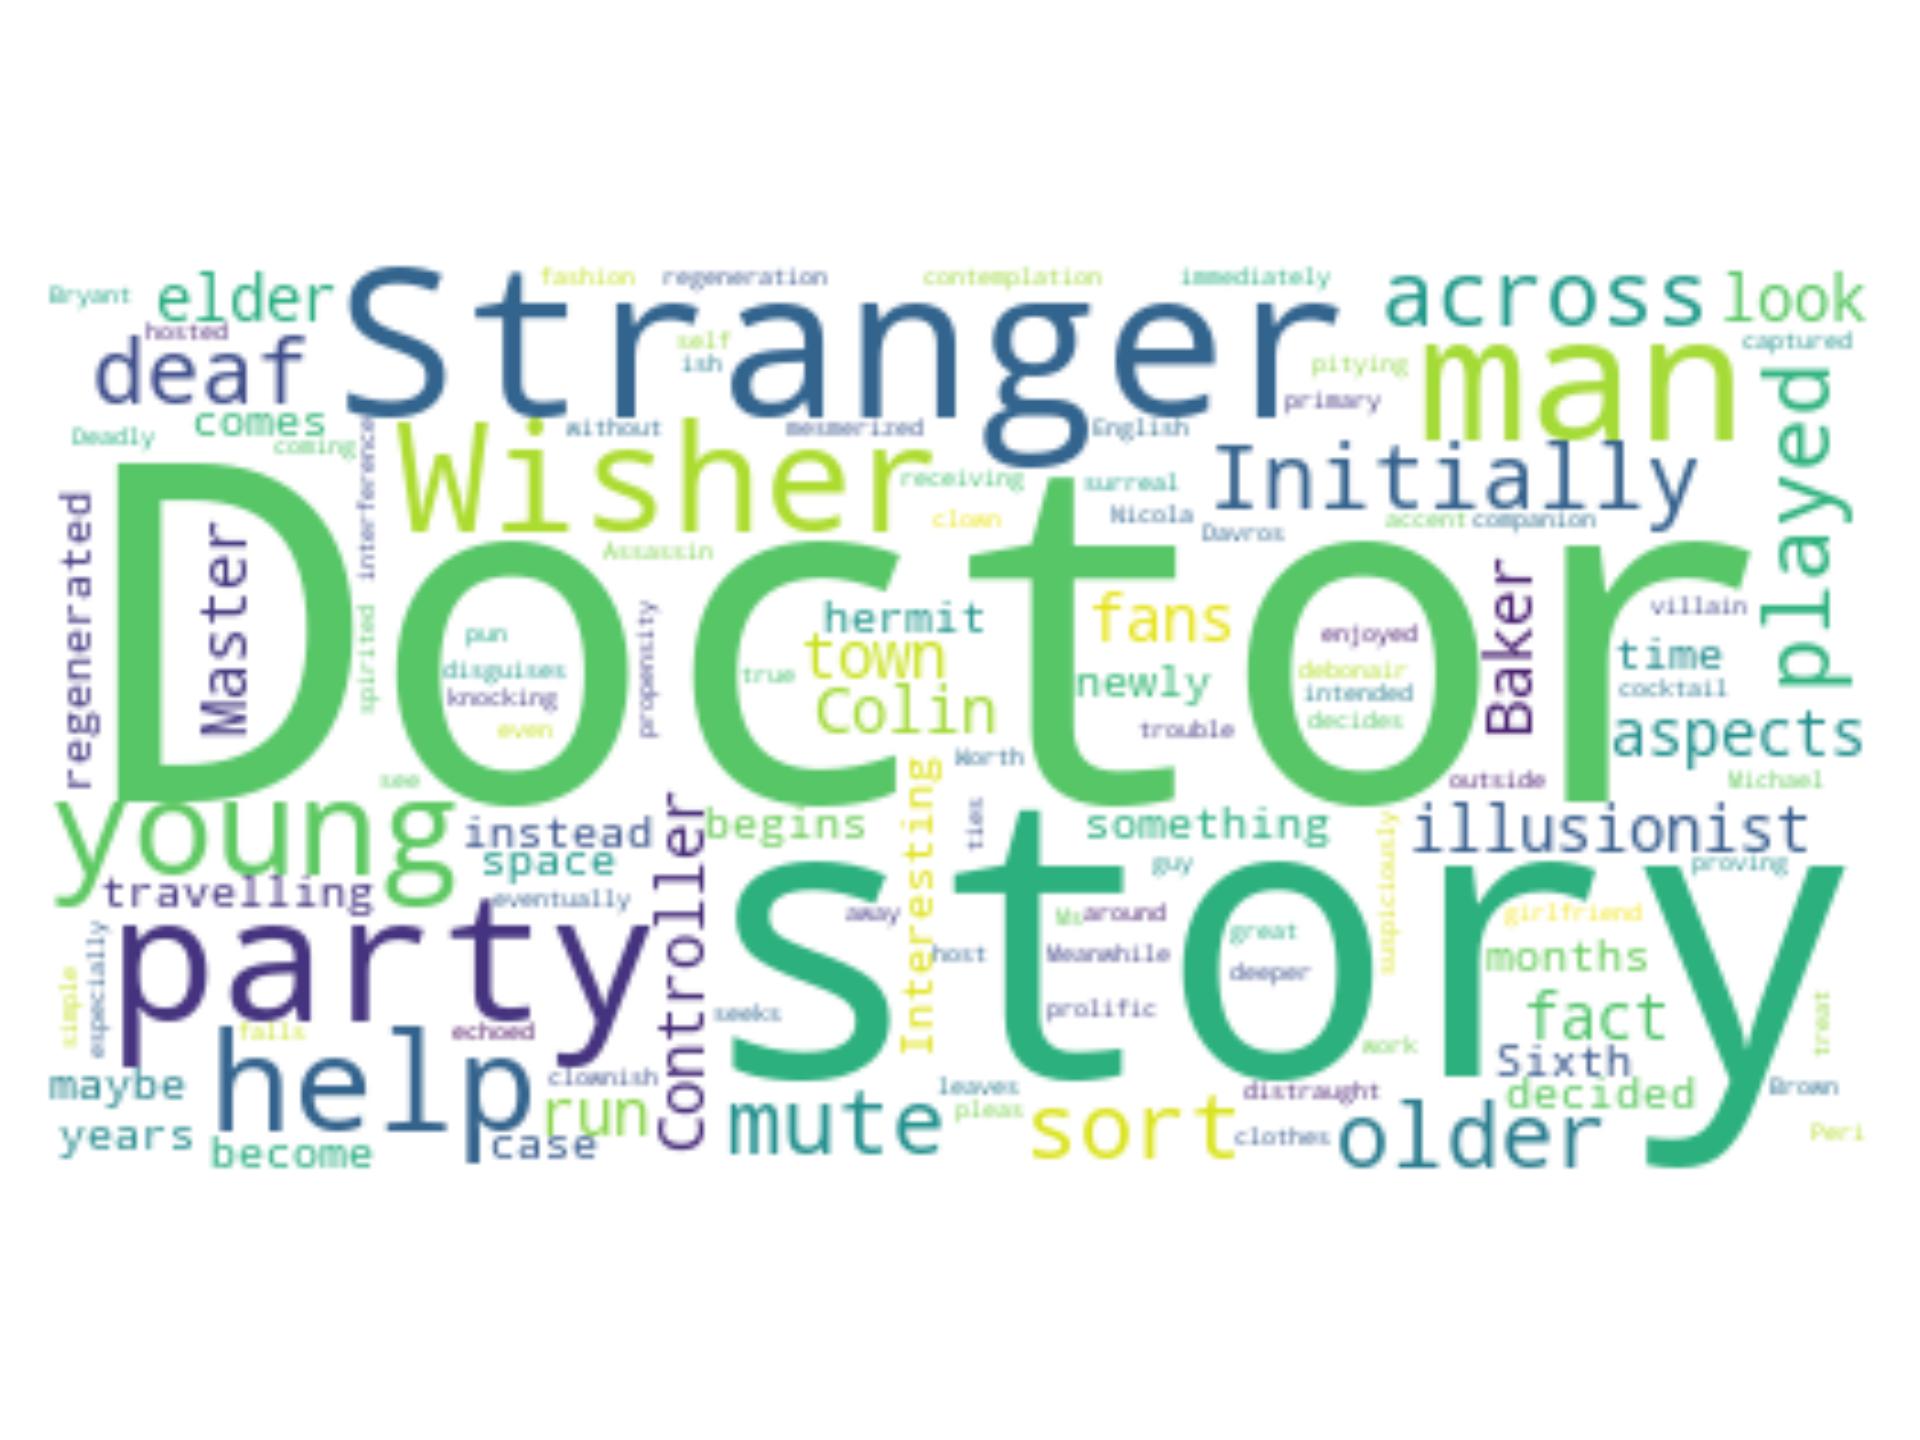 Bryant elder Stranger fashion regeneration contemplation immediately across look
hosted deaf self ish pitying man captured
primary played
comes Deadly coming interference Wisher without mesmerized English Initially
receiving surreal
regenerated Master Doctor clown Nicola Davros accent companion
Assassin
spirited propensity hermit fans Baker villain
pun disguises knocking even true town newly enjoyed debonair intended decides time cocktail
Colin trouble aspects
see Interesting Worth outside Michael
young instead Controller begins ties something suspiciously illusionist
space story guy proving
travelling eventually away Ms around great girlfriend
party host Meanwhile deeper months
simple especially seeks prolific fact treat
falls echoed work Sixth
maybe help clownish leaves distraught decided Brown
run mute pleas sort clothes older Peri
years become case